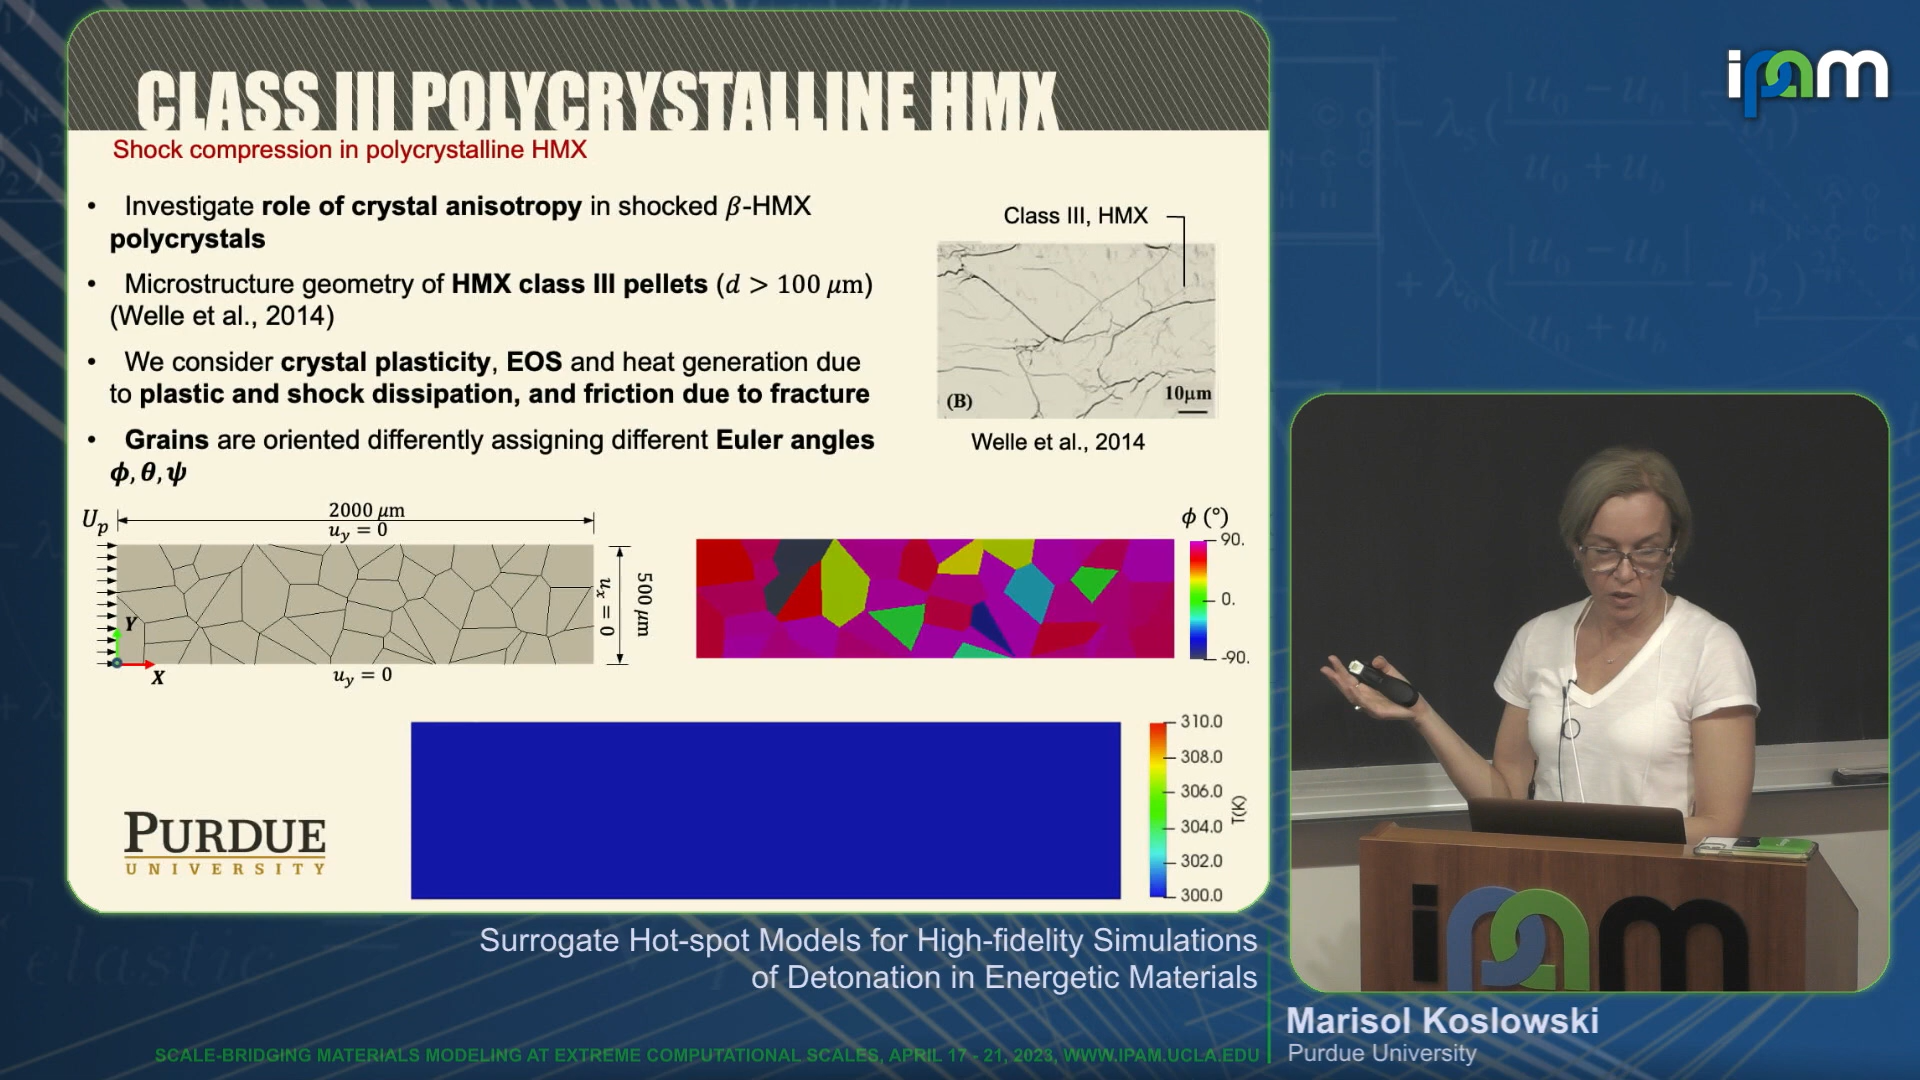 CLASS III POLYCRYSTALLINE HMX
Shock compression in polycrystalline HMX
• Investigate role of crystal anisotropy in shocked β-HMX
polycrystals
• Microstructure geometry of HMX class III pellets (d > 100 μm)
(Welle et al., 2014)
• We consider crystal plasticity, EOS and heat generation due
to plastic and shock dissipation, and friction due to fracture
• Grains are oriented differently assigning different Euler angles
ϕ, θ, ψ
Class III, HMX
(B)
10μm
Welle et al., 2014
U_p
2000 μm
u_y = 0
u_x = 0
500 μm
Y
X
u_y = 0
ϕ (°)
90.
0.
-90.
310.0
308.0
306.0
304.0
302.0
300.0
T(K)
PURDUE
UNIVERSITY
ipam
ipam
Surrogate Hot-spot Models for High-fidelity Simulations
of Detonation in Energetic Materials
Marisol Koslowski
Purdue University
SCALE-BRIDGING MATERIALS MODELING AT EXTREME COMPUTATIONAL SCALES, APRIL 17 - 21, 2023, WWW.IPAM.UCLA.EDU